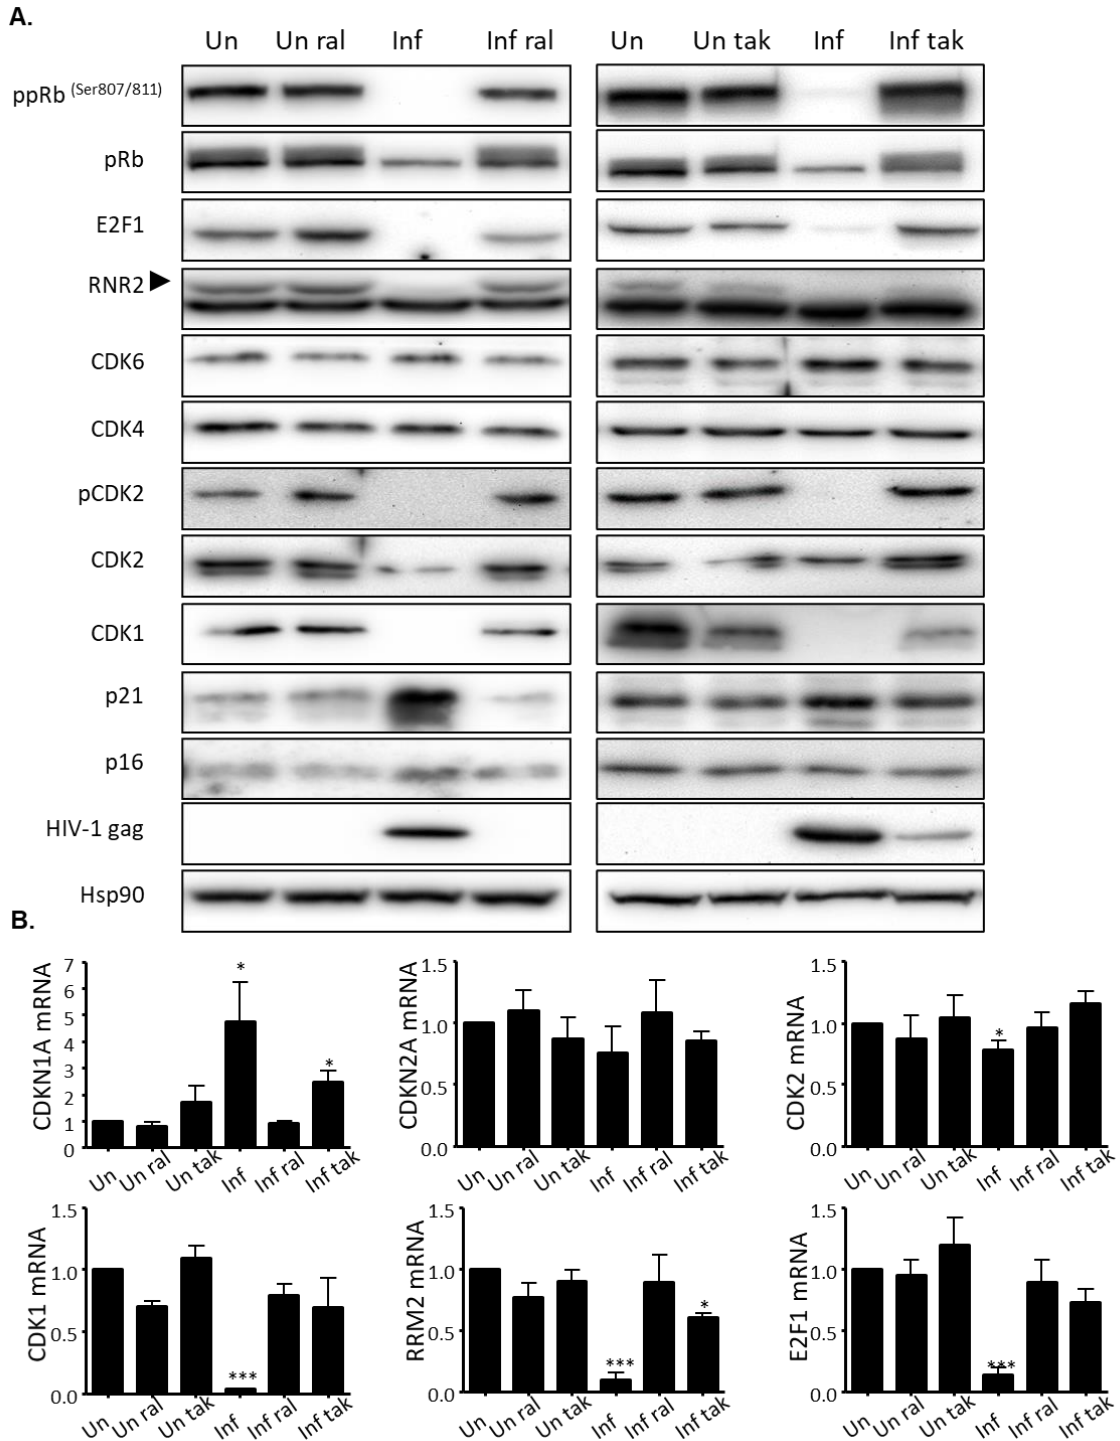 A.
Un Un ral Inf Inf ral Un Un tak Inf Inf tak
ppRb (Ser807/811)
pRb
E2F1
RNR2
CDK6
CDK4
pCDK2
CDK2
CDK1
p21
p16
HIV-1 gag
Hsp90
B.
CDKN1A mRNA
7
6
5
4
3
2
1
0
*
*
Un Un ral Un tak Inf Inf ral Inf tak
CDKN2A mRNA
1.5
1.0
0.5
0.0
Un Un ral Un tak Inf Inf ral Inf tak
CDK2 mRNA
1.5
1.0
0.5
0.0
*
Un Un ral Un tak Inf Inf ral Inf tak
CDK1 mRNA
1.5
1.0
0.5
0.0
***
Un Un ral Un tak Inf Inf ral Inf tak
RRM2 mRNA
1.5
1.0
0.5
0.0
***
*
Un Un ral Un tak Inf Inf ral Inf tak
E2F1 mRNA
1.5
1.0
0.5
0.0
***
Un Un ral Un tak Inf Inf ral Inf tak